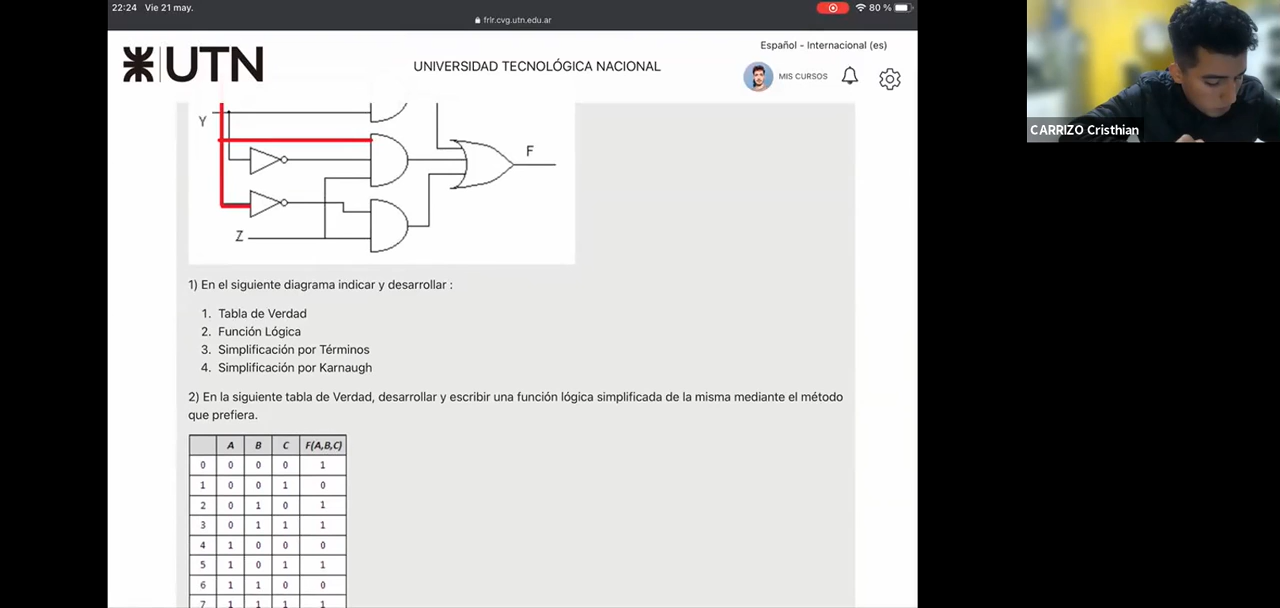 22:24 Vie 21 may.
80 %
frlr.cvg.utn.edu.ar
UTN
UNIVERSIDAD TECNOLÓGICA NACIONAL
Español - Internacional (es)
MIS CURSOS
CARRIZO Cristhian
Y
F
Z
1) En el siguiente diagrama indicar y desarrollar :
1. Tabla de Verdad
2. Función Lógica
3. Simplificación por Términos
4. Simplificación por Karnaugh
2) En la siguiente tabla de Verdad, desarrollar y escribir una función lógica simplificada de la misma mediante el método
que prefiera.
A B C F(A,B,C)
0 0 0 0 1
1 0 0 1 0
2 0 1 0 1
3 0 1 1 1
4 1 0 0 0
5 1 0 1 1
6 1 1 0 0
7 1 1 1 1